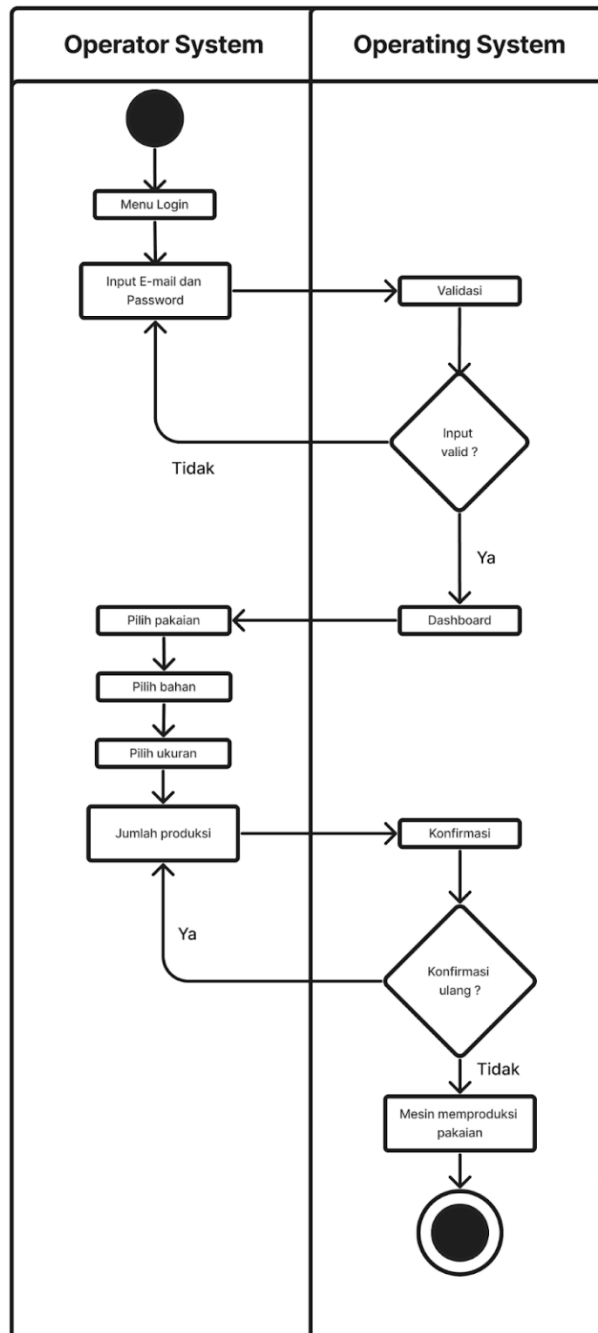 Operator System
Operating System
Menu Login
Input E-mail dan
Password
Validasi
Input
valid ?
Tidak
Ya
Pilih pakaian
Dashboard
Pilih bahan
Pilih ukuran
Jumlah produksi
Konfirmasi
Ya
Konfirmasi
ulang ?
Tidak
Mesin memproduksi
pakaian